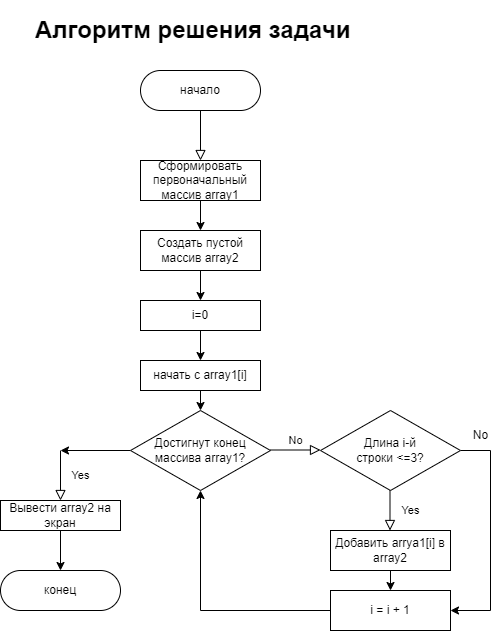 Алгоритм решения задачи
начало
Сформировать
первоначальный
массив array1
Создать пустой
массив array2
i=0
начать с array1[i]
Достигнут конец
массива array1?
No
Длина i-й
строки <=3?
No
Yes
Yes
Вывести array2 на
экран
Добавить arrya1[i] в
array2
конец
i = i + 1